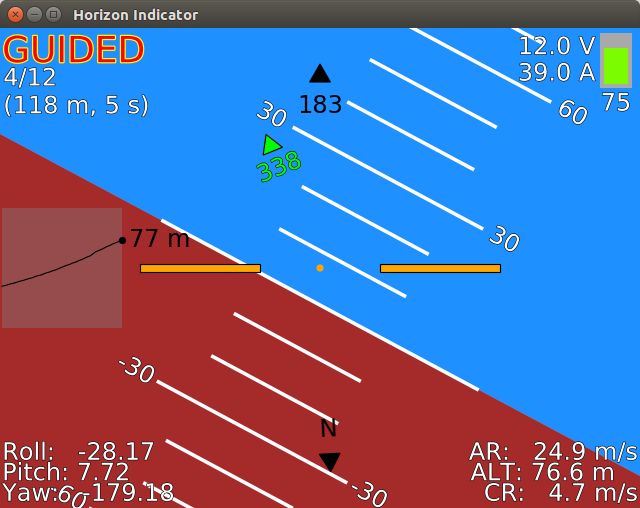 Horizon Indicator
GUIDED
4/12
(118 m, 5 s)
12.0 V
39.0 A
75
60
183
30
338
30
77 m
-30
N
-30
-60
Roll: -28.17
Pitch: 7.72
Yaw: -179.18
AR: 24.9 m/s
ALT: 76.6 m
CR: 4.7 m/s